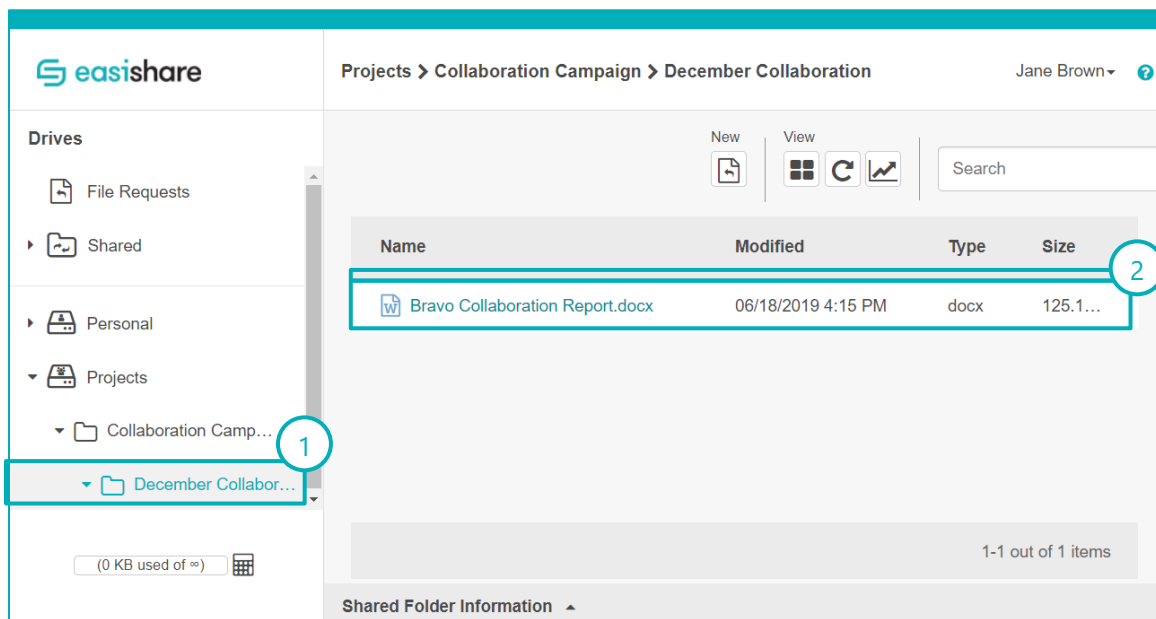 easishare
Projects > Collaboration Campaign > December Collaboration
Jane Brown
?
Drives
File Requests
Shared
Personal
Projects
Collaboration Camp...
1
December Collabor...
(0 KB used of ∞)
New
View
Search
Name Modified Type Size
2
W
Bravo Collaboration Report.docx 06/18/2019 4:15 PM docx 125.1...
1-1 out of 1 items
Shared Folder Information